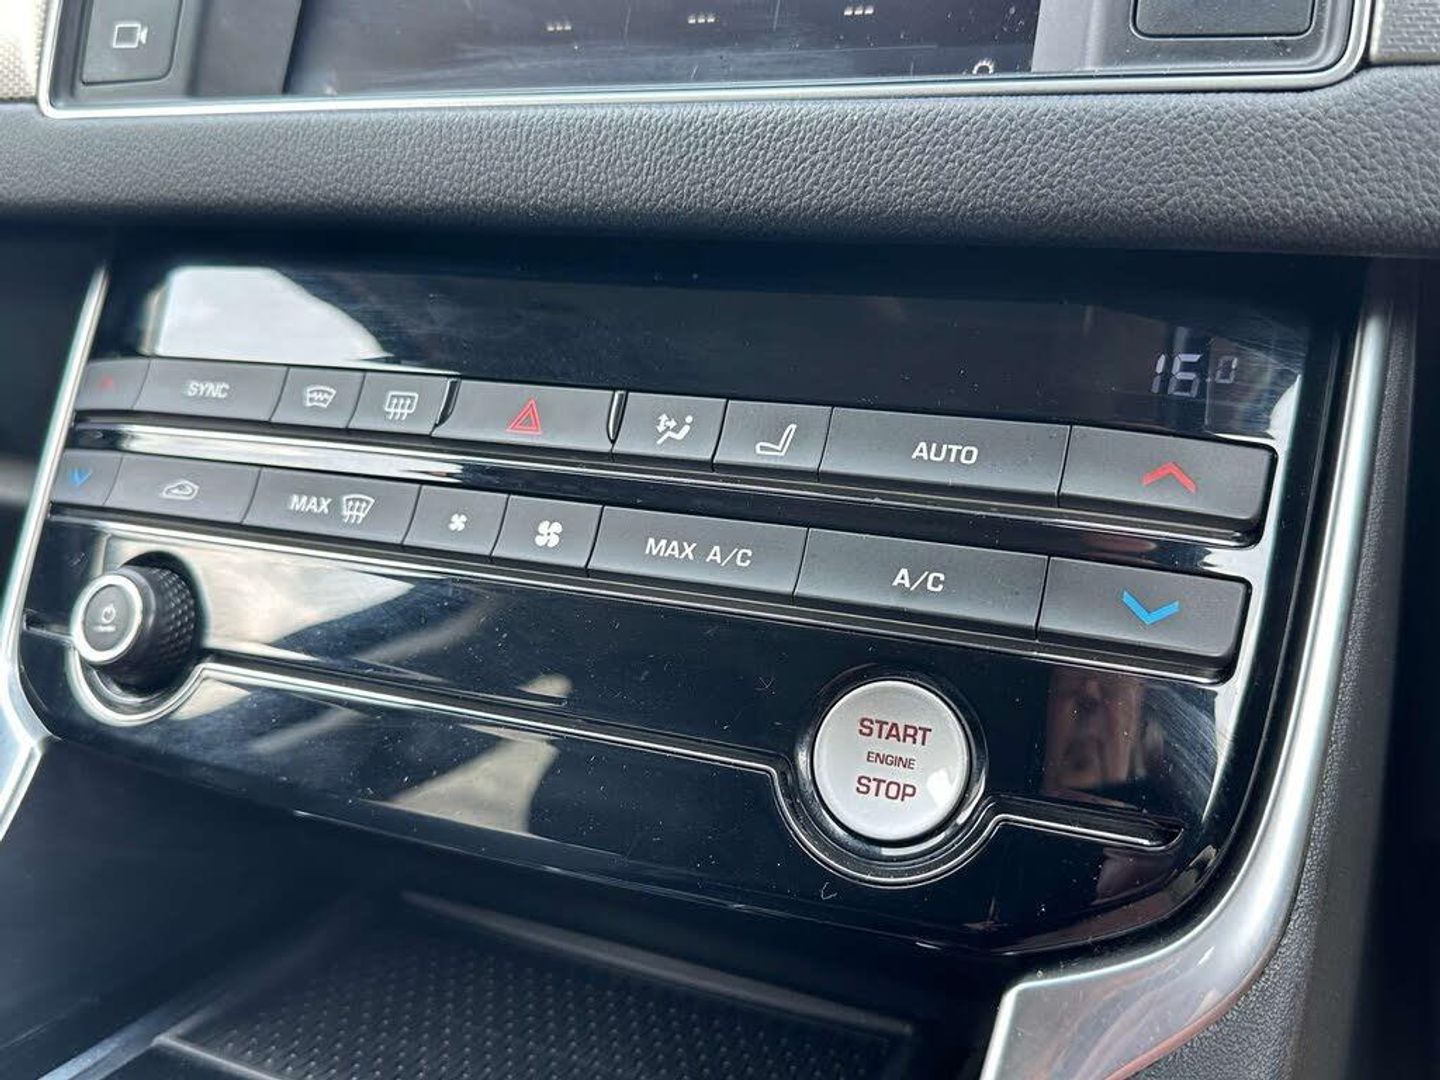 16.0
SYNC
AUTO
MAX
MAX A/C
A/C
START
ENGINE
STOP